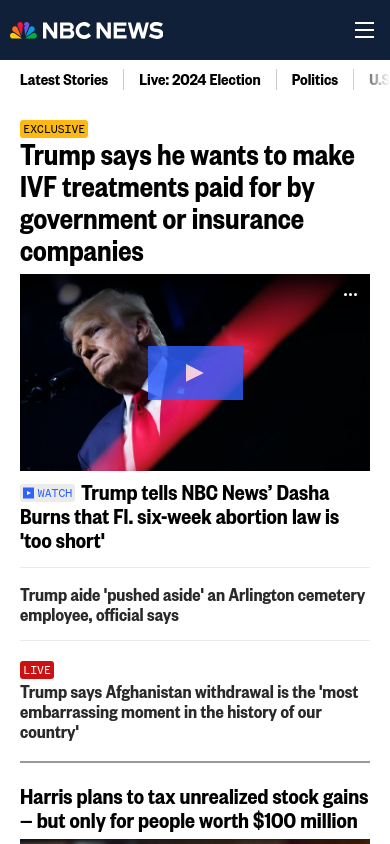 NBC NEWS
Latest Stories
Live: 2024 Election
Politics
U.S
EXCLUSIVE
Trump says he wants to make
IVF treatments paid for by
government or insurance
companies
WATCH Trump tells NBC News’ Dasha
Burns that Fl. six-week abortion law is
'too short'
Trump aide 'pushed aside' an Arlington cemetery
employee, official says
LIVE
Trump says Afghanistan withdrawal is the 'most
embarrassing moment in the history of our
country'
Harris plans to tax unrealized stock gains
– but only for people worth $100 million